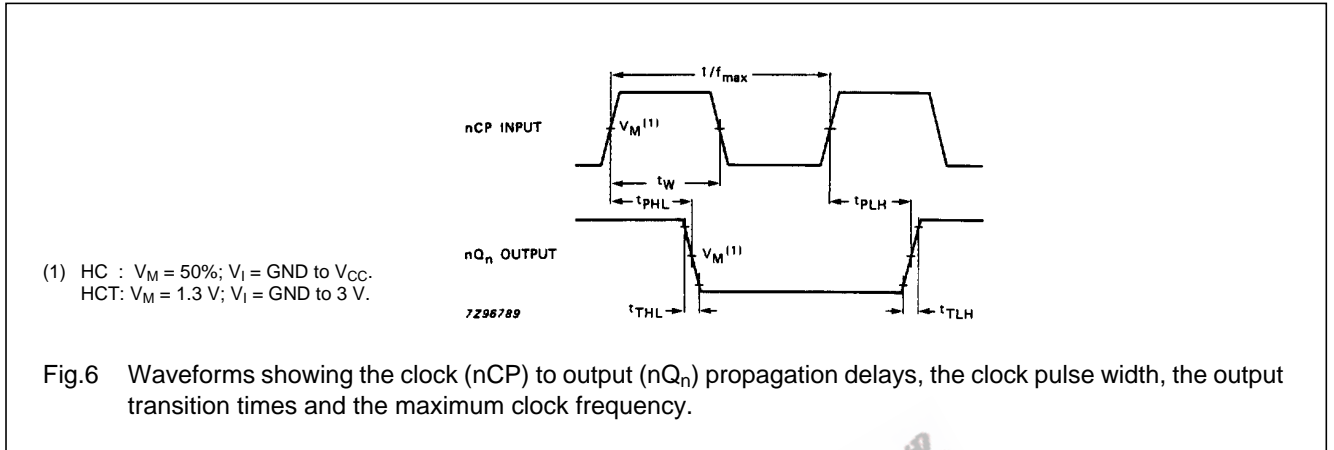 1/fmax
nCP INPUT
VM(1)
tW
tPHL
tPLH
nQn OUTPUT
VM(1)
(1) HC : VM = 50%; VI = GND to VCC.
HCT: VM = 1.3 V; VI = GND to 3 V.
7Z96789
tTHL
tTLH
Fig.6 Waveforms showing the clock (nCP) to output (nQn) propagation delays, the clock pulse width, the output
transition times and the maximum clock frequency.